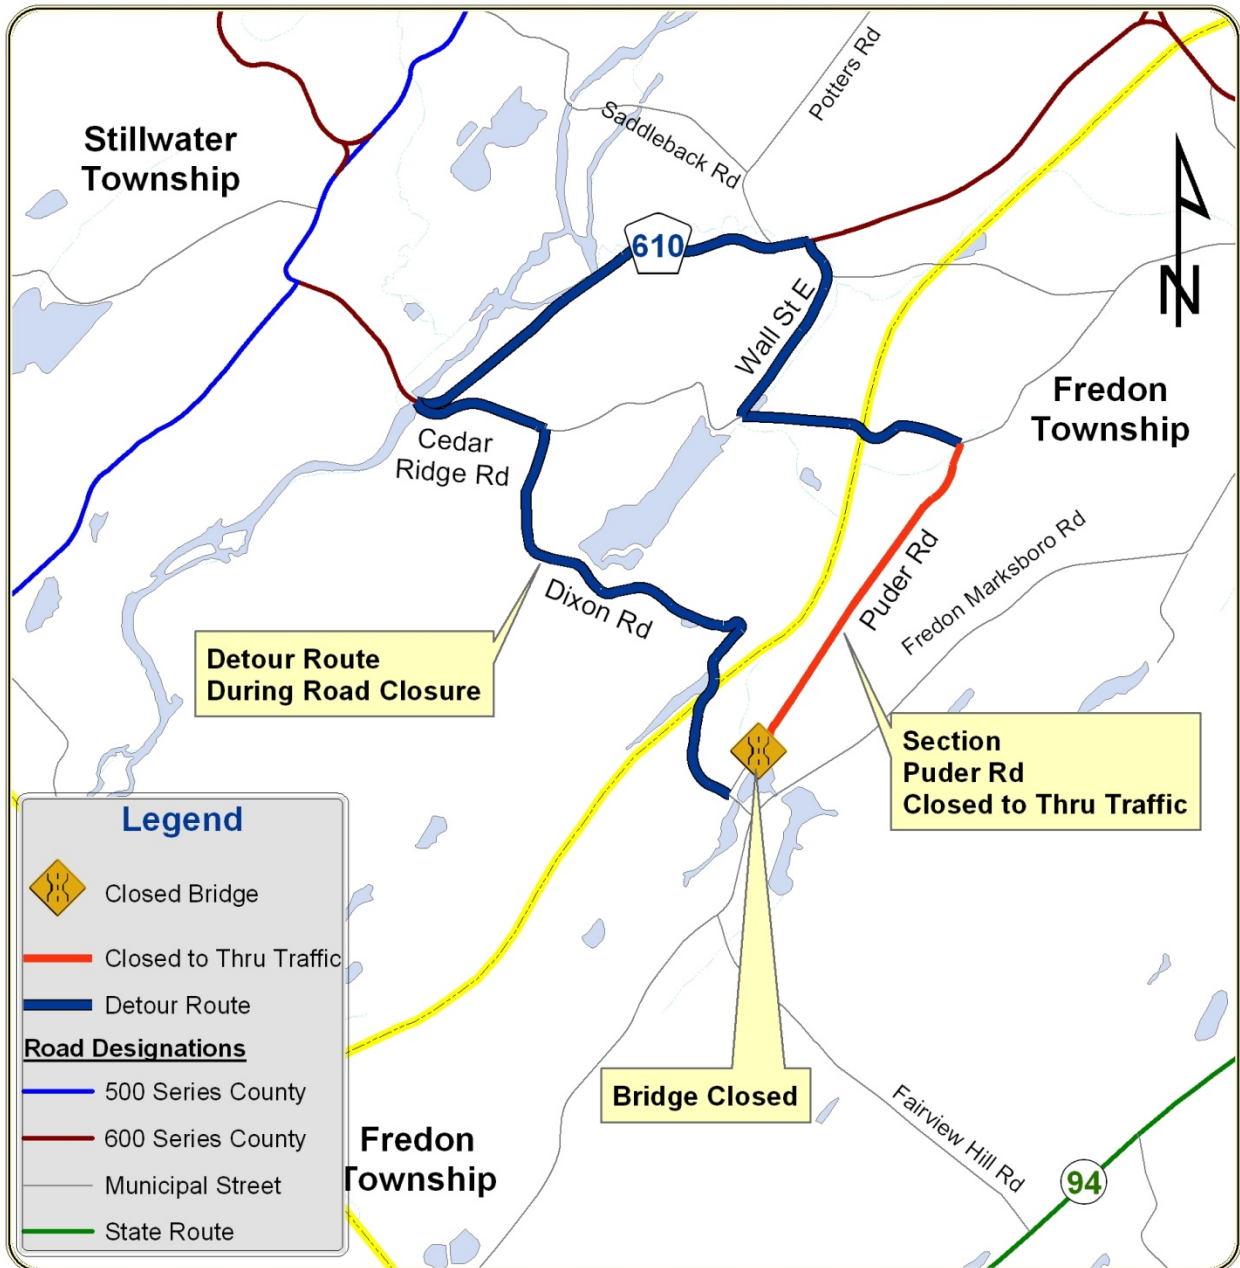 Potters Rd
Saddleback Rd
Stillwater
Township
610
Wall St E
N
Fredon
Township
Cedar
Ridge Rd
Puder Rd
Fredon Marksboro Rd
Dixon Rd
Detour Route
During Road Closure
Section
Puder Rd
Closed to Thru Traffic
Legend
Closed Bridge
Closed to Thru Traffic
Detour Route
Road Designations
500 Series County
600 Series County
Municipal Street
State Route
Bridge Closed
Fredon
Township
Fairview Hill Rd
94